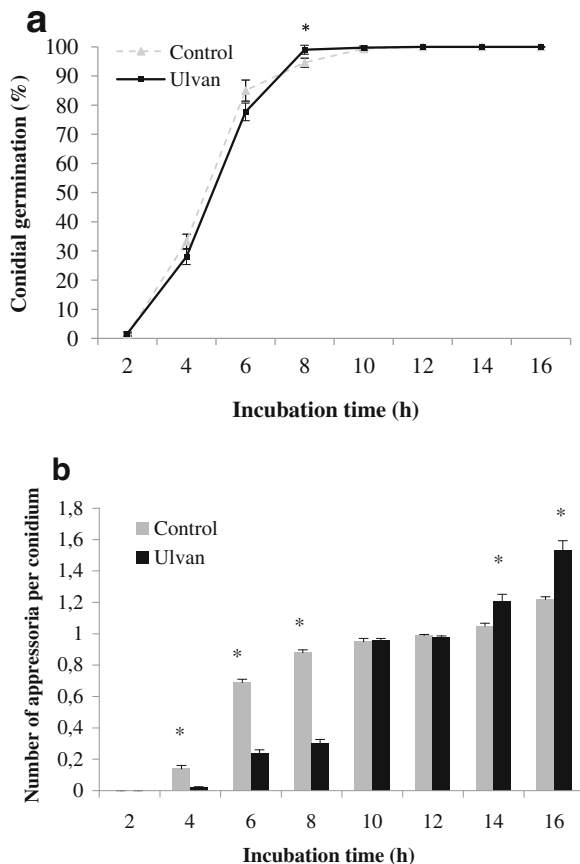 a
*
100
90
80
70
60
50
40
30
20
10
0
Control
Ulvan
Conidial germination (%)
2 4 6 8 10 12 14 16
Incubation time (h)
b
1,8
1,6
1,4
1,2
1
0,8
0,6
0,4
0,2
0
Control
Ulvan
* * * * *
Number of appressoria per conidium
2 4 6 8 10 12 14 16
Incubation time (h)